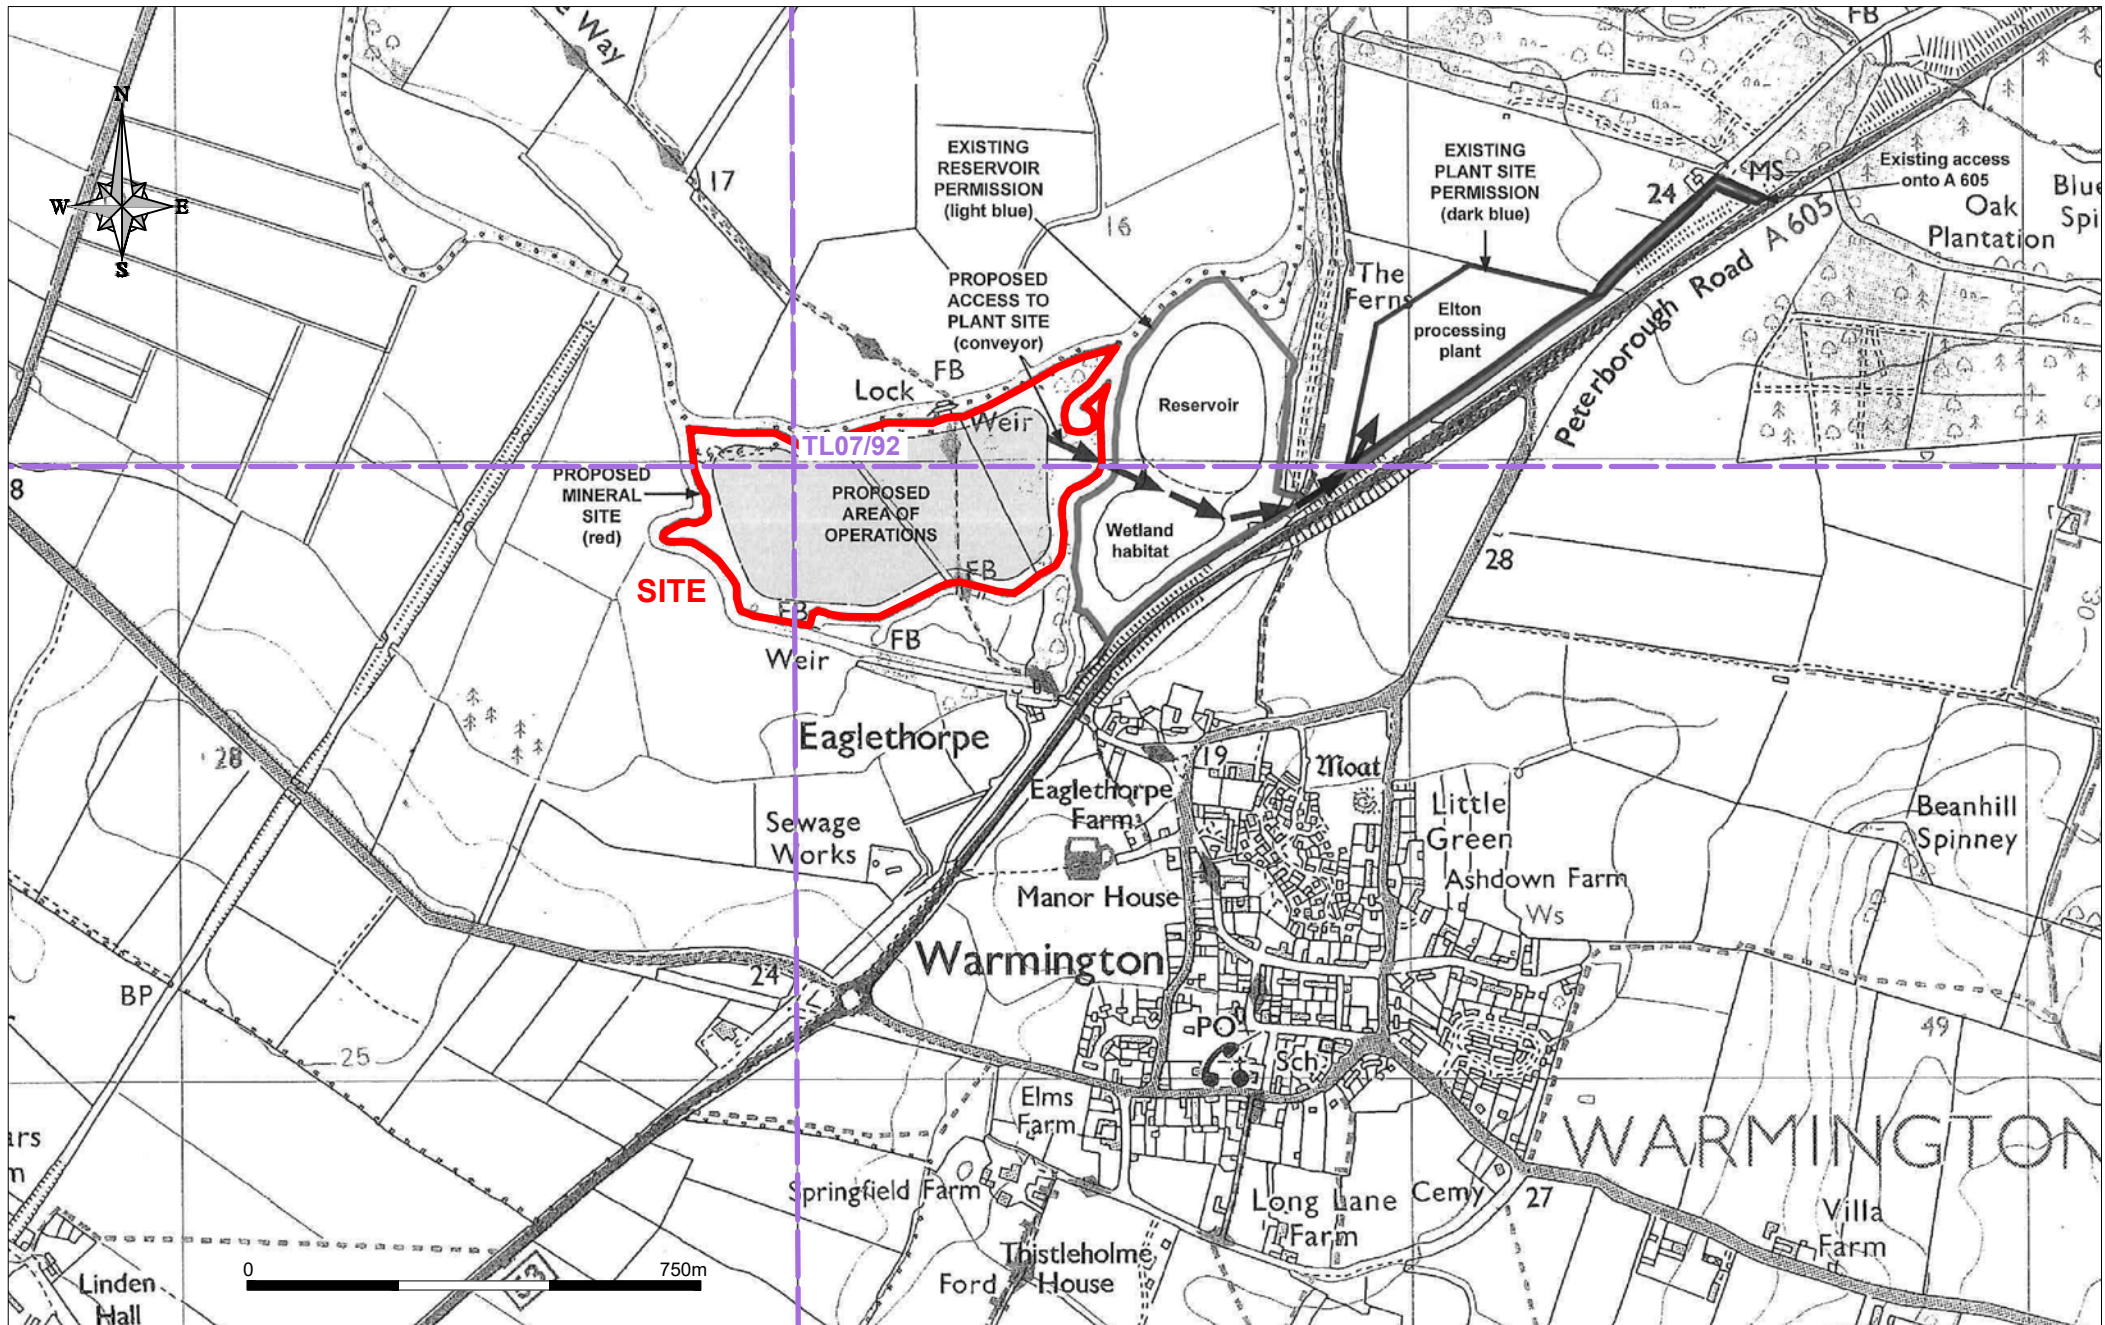 Way
FB
N
W
E
S
17
EXISTING
RESERVOIR
PERMISSION
(light blue)
16
EXISTING
PLANT SITE
PERMISSION
(dark blue)
24
MS
Existing access
onto A 605
Oak
Plantation
Blue
PROPOSED
ACCESS TO
PLANT SITE
(conveyor)
The
Ferns
Elton
processing
plant
Peterborough Road A 605
Lock
FB
Weir
Reservoir
TL07/92
PROPOSED
MINERAL
SITE
(red)
PROPOSED
AREA OF
OPERATIONS
Wetland
habitat
8
28
30
SITE
FB
FB
FB
Weir
Eaglethorpe
28
19
Moat
Eaglethorpe
Farm
Little
Green
Beanhill
Spinney
Sewage
Works
Manor House
Ashdown Farm
Ws
Warmington
24
BP
25
PO
Sch
49
Elms
Farm
WARMINGTON
Springfield Farm
Long Lane
Farm
Cemy
27
Villa
Farm
Thistleholme
House
Ford
0
750m
Linden
Hall